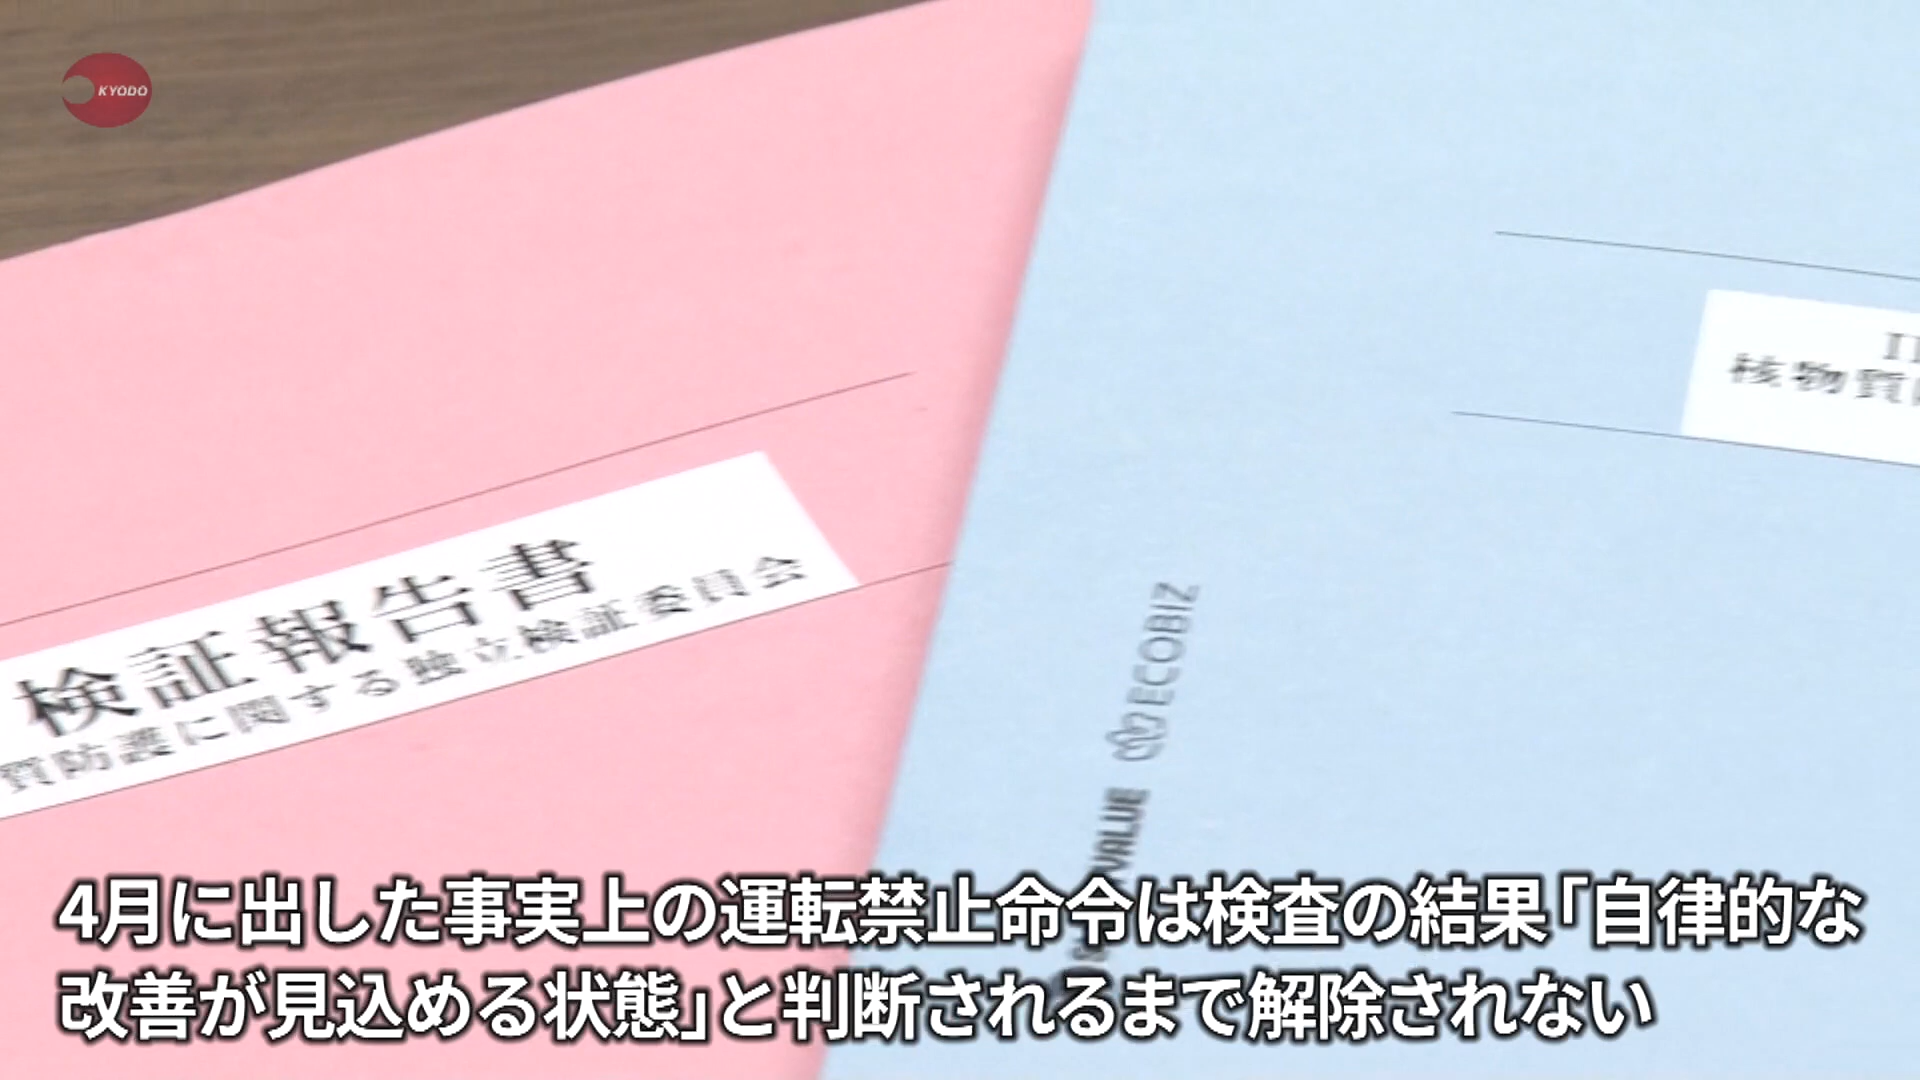 KYODO
核物質
検証報告書
質防護に関する独立検証委員会
ECOBIZ
VALUE
4月に出した事実上の運転禁止命令は検査の結果「自律的な
改善が見込める状態」と判断されるまで解除されない